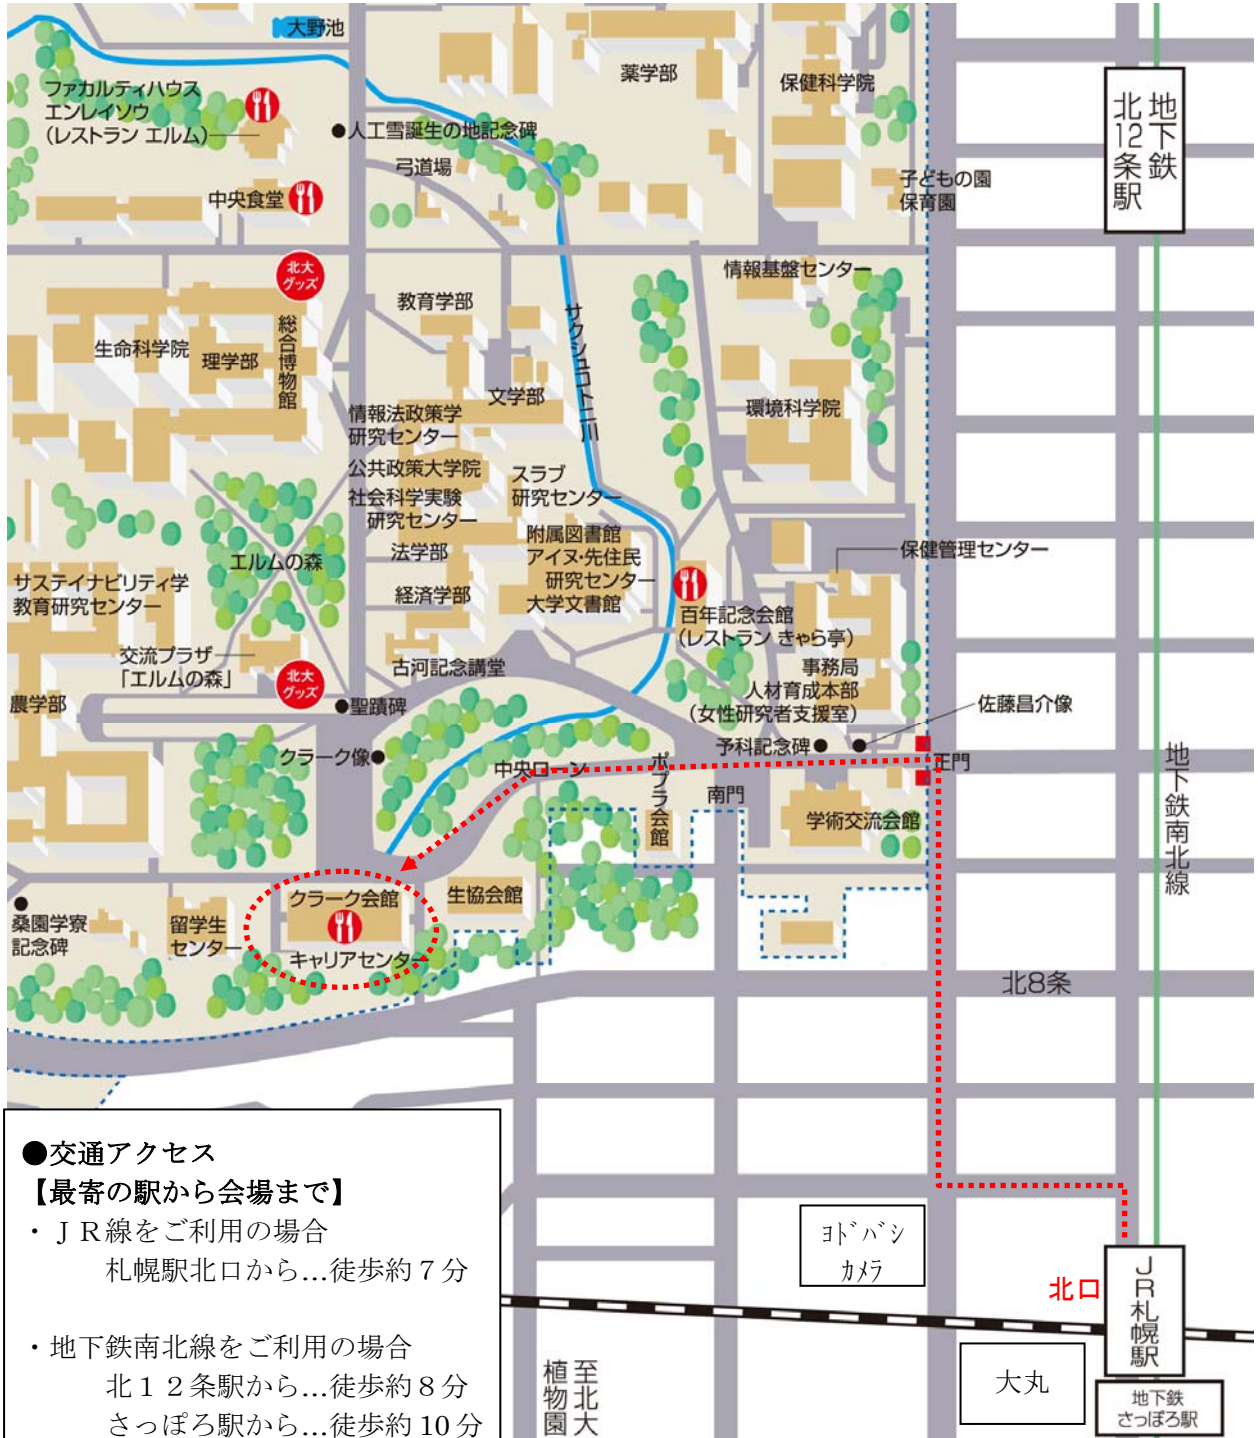 大野池
ファカルティハウス
エンレイソウ
(レストラン エルム)
人工雪誕生の地記念碑
薬学部
保健科学院
地下鉄
北12条駅
弓道場
中央食堂
子どもの園
保育園
北大
グッズ
情報基盤センター
教育学部
サクシュコトニ川
総合博物館
生命科学院
理学部
文学部
情報法政策学
研究センター
環境科学院
公共政策大学院
社会科学実験
研究センター
スラブ
研究センター
附属図書館
アイヌ・先住民
研究センター
大学文書館
法学部
経済学部
エルムの森
保健管理センター
サステイナビリティ学
教育研究センター
百年記念会館
(レストラン きゃら亭)
交流プラザ
「エルムの森」
古河記念講堂
事務局
人材育成本部
(女性研究者支援室)
北大
グッズ
農学部
聖蹟碑
佐藤昌介像
クラーク像
予科記念碑
中央ローン
ポプラ会館
正門
南門
学術交流会館
地下鉄南北線
クラーク会館
生協会館
桑園学寮
記念碑
留学生
センター
キャリアセンター
北8条
●交通アクセス
【最寄の駅から会場まで】
・ＪＲ線をご利用の場合
札幌駅北口から…徒歩約７分
・地下鉄南北線をご利用の場合
北１２条駅から…徒歩約８分
さっぽろ駅から…徒歩約10分
ﾖﾄﾞﾊﾞｼ
ｶﾒﾗ
北口
JR札幌駅
大丸
地下鉄
さっぽろ駅
至北大
植物園